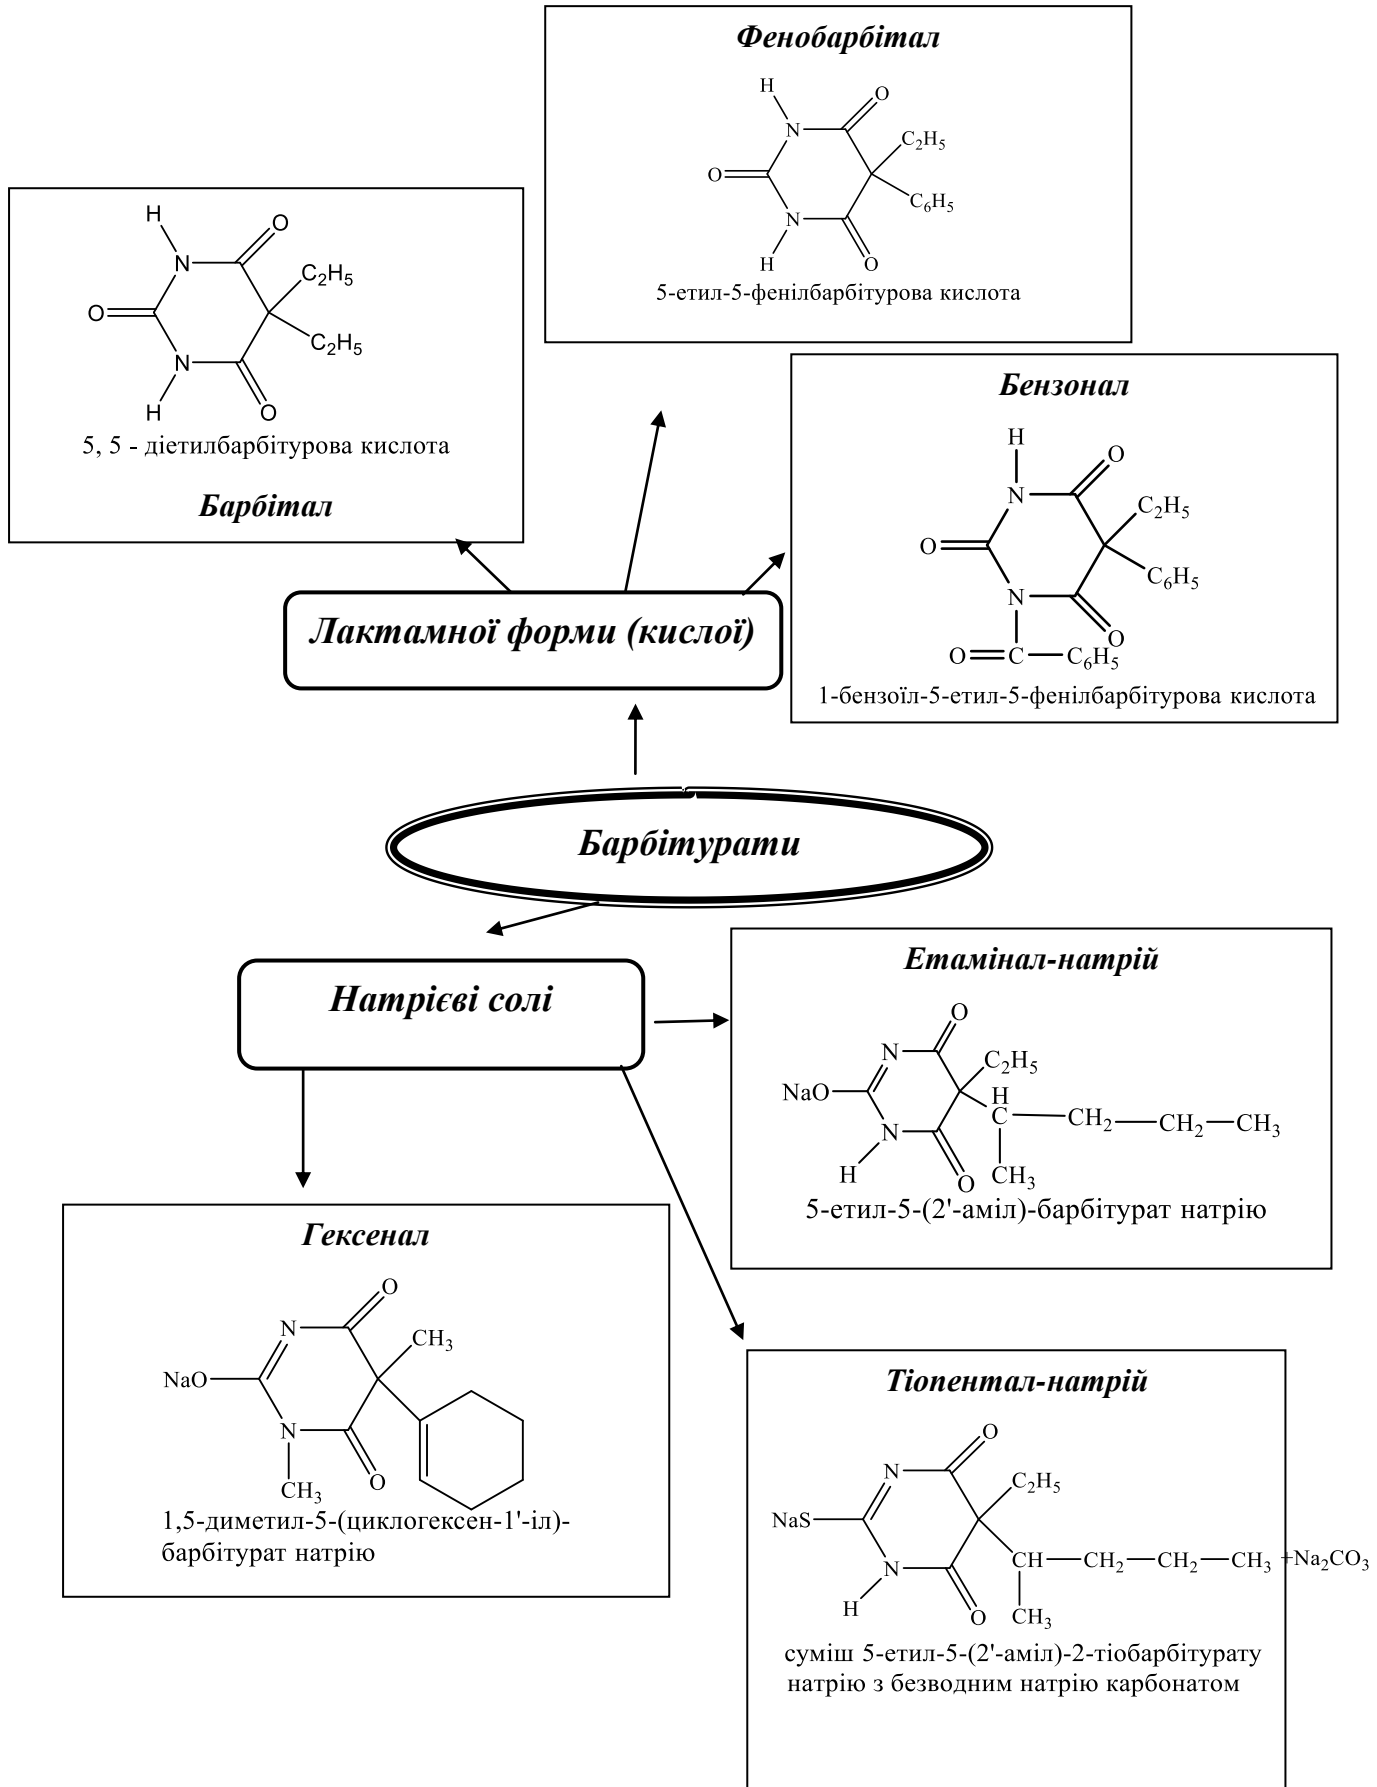 Фенобарбітал
H
O
N
C2H5
O
C6H5
N
H
O
5-етил-5-фенілбарбітурова кислота
H
O
N
C2H5
O
C2H5
N
H
O
5, 5 - діетилбарбітурова кислота
Барбітал
Бензонал
H
O
N
C2H5
O
C6H5
N
O
O
C
C6H5
1-бензоїл-5-етил-5-фенілбарбітурова кислота
Лактамної форми (кислої)
Барбітурати
Натрієві солі
Етамінал-натрій
O
N
C2H5
NaO
H
C
CH2
CH2
CH3
N
H
O
CH3
5-етил-5-(2'-аміл)-барбітурат натрію
Гексенал
O
N
CH3
NaO
N
O
CH3
1,5-диметил-5-(циклогексен-1'-іл)-
барбітурат натрію
Тіопентал-натрій
O
N
C2H5
NaS
CH
CH2
CH2
CH3
+Na2CO3
N
H
O
CH3
суміш 5-етил-5-(2'-аміл)-2-тіобарбітурату
натрію з безводним натрію карбонатом